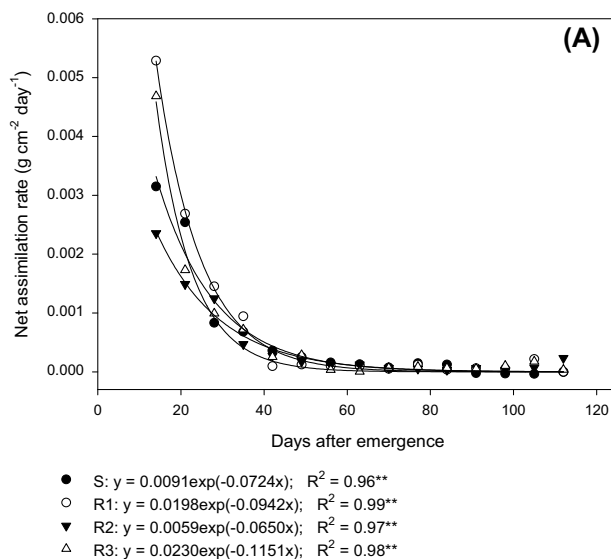 (A)
0.006
0.005
0.004
0.003
0.002
0.001
0.000
Net assimilation rate (g cm⁻² day⁻¹)
0 20 40 60 80 100 120
Days after emergence
S: y = 0.0091exp(-0.0724x); R² = 0.96**
R1: y = 0.0198exp(-0.0942x); R² = 0.99**
R2: y = 0.0059exp(-0.0650x); R² = 0.97**
R3: y = 0.0230exp(-0.1151x); R² = 0.98**